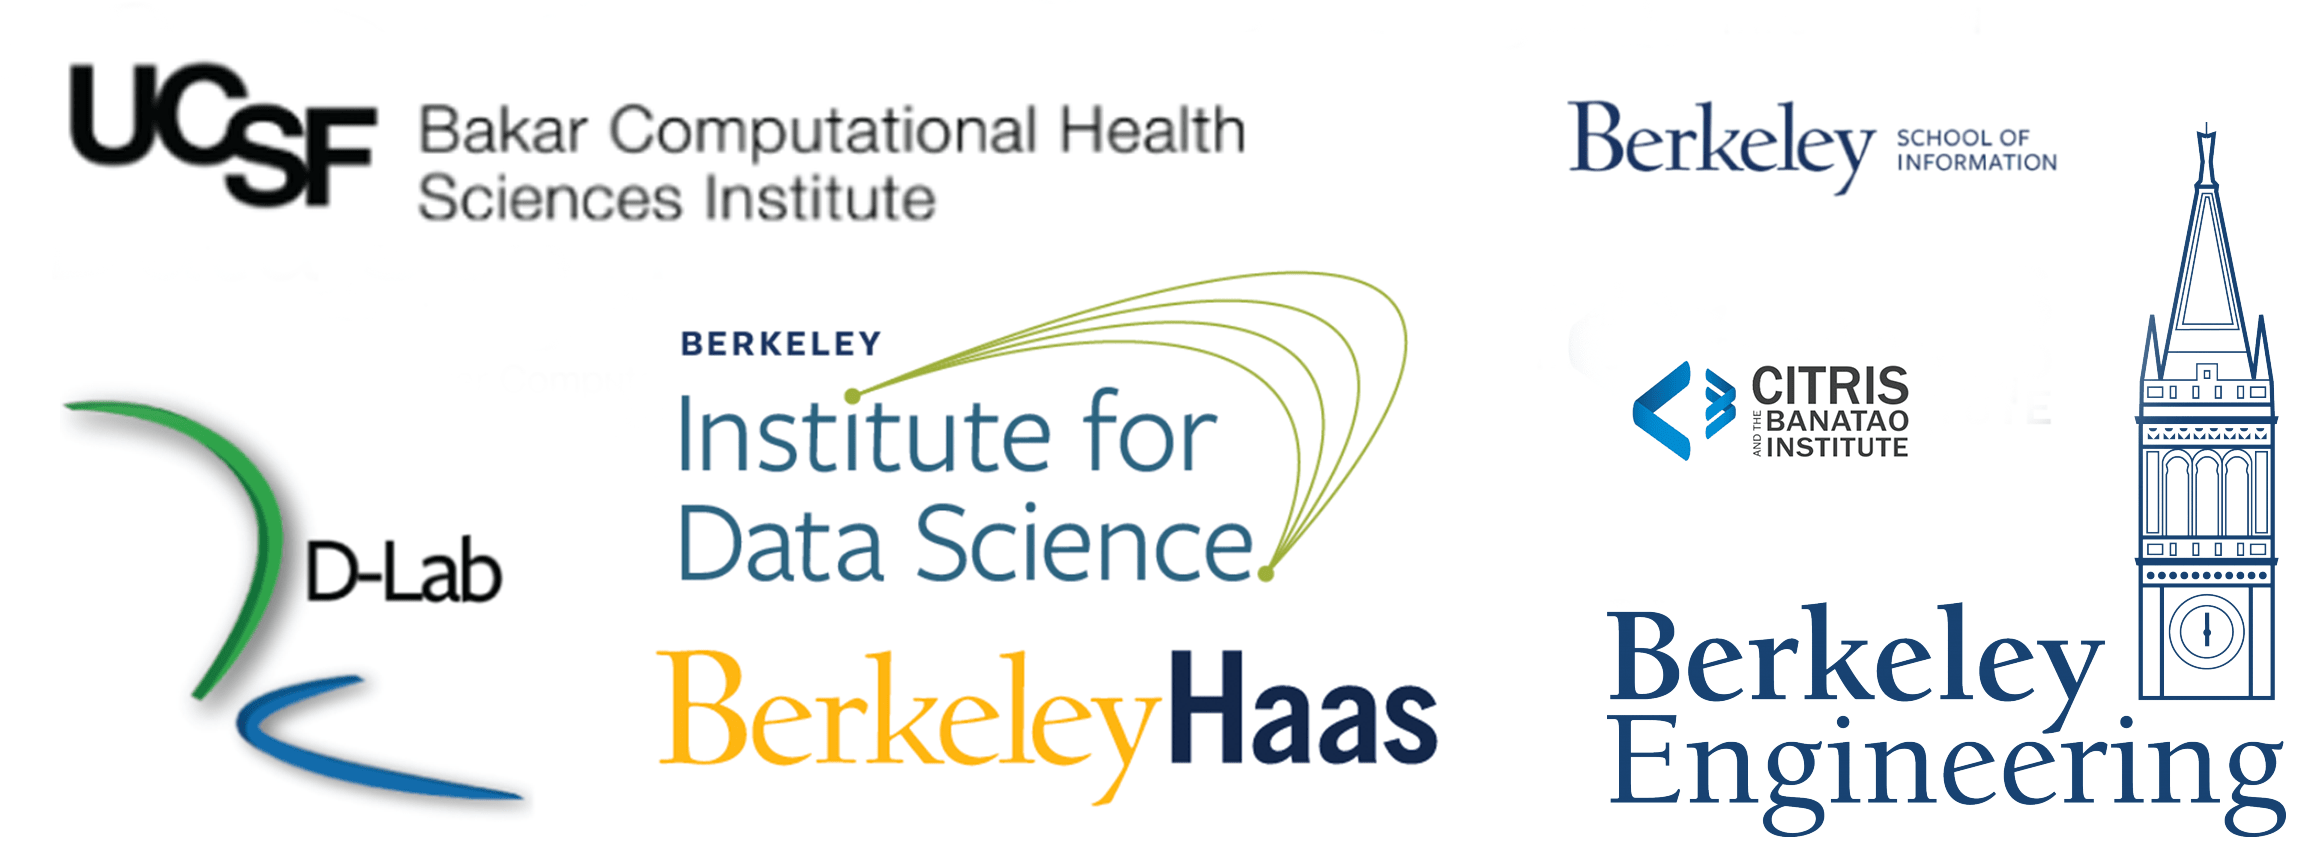 UCSF
Bakar Computational Health
Sciences Institute
Berkeley
SCHOOL OF
INFORMATION
BERKELEY
Institute for
Data Science
D-Lab
CITRIS
AND THE
BANATAO
INSTITUTE
BerkeleyHaas
Berkeley
Engineering